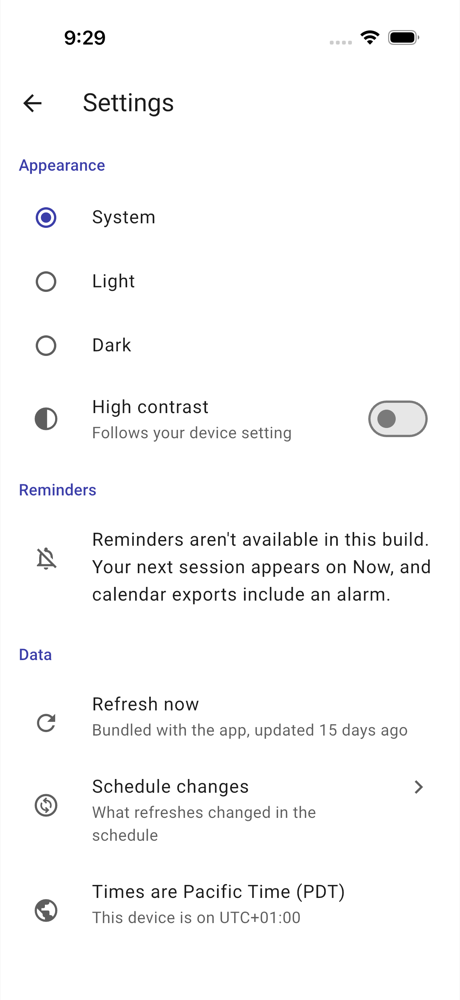 9:29
Settings
Appearance
System
Light
Dark
High contrast
Follows your device setting
Reminders
Reminders aren't available in this build.
Your next session appears on Now, and
calendar exports include an alarm.
Data
Refresh now
Bundled with the app, updated 15 days ago
Schedule changes
What refreshes changed in the
schedule
Times are Pacific Time (PDT)
This device is on UTC+01:00